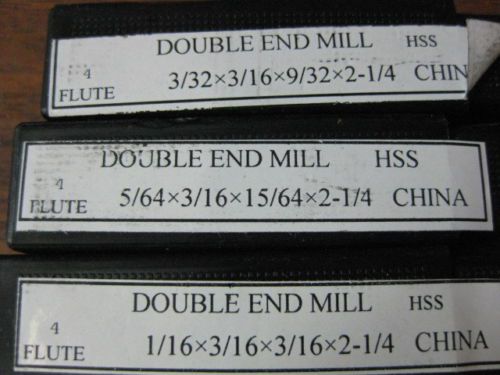 DOUBLE END MILL HSS
4 FLUTE 3/32×3/16×9/32×2-1/4 CHIN
DOUBLE END MILL HSS
4 FLUTE 5/64×3/16×15/64×2-1/4 CHINA
DOUBLE END MILL HSS
4 FLUTE 1/16×3/16×3/16×2-1/4 CHINA